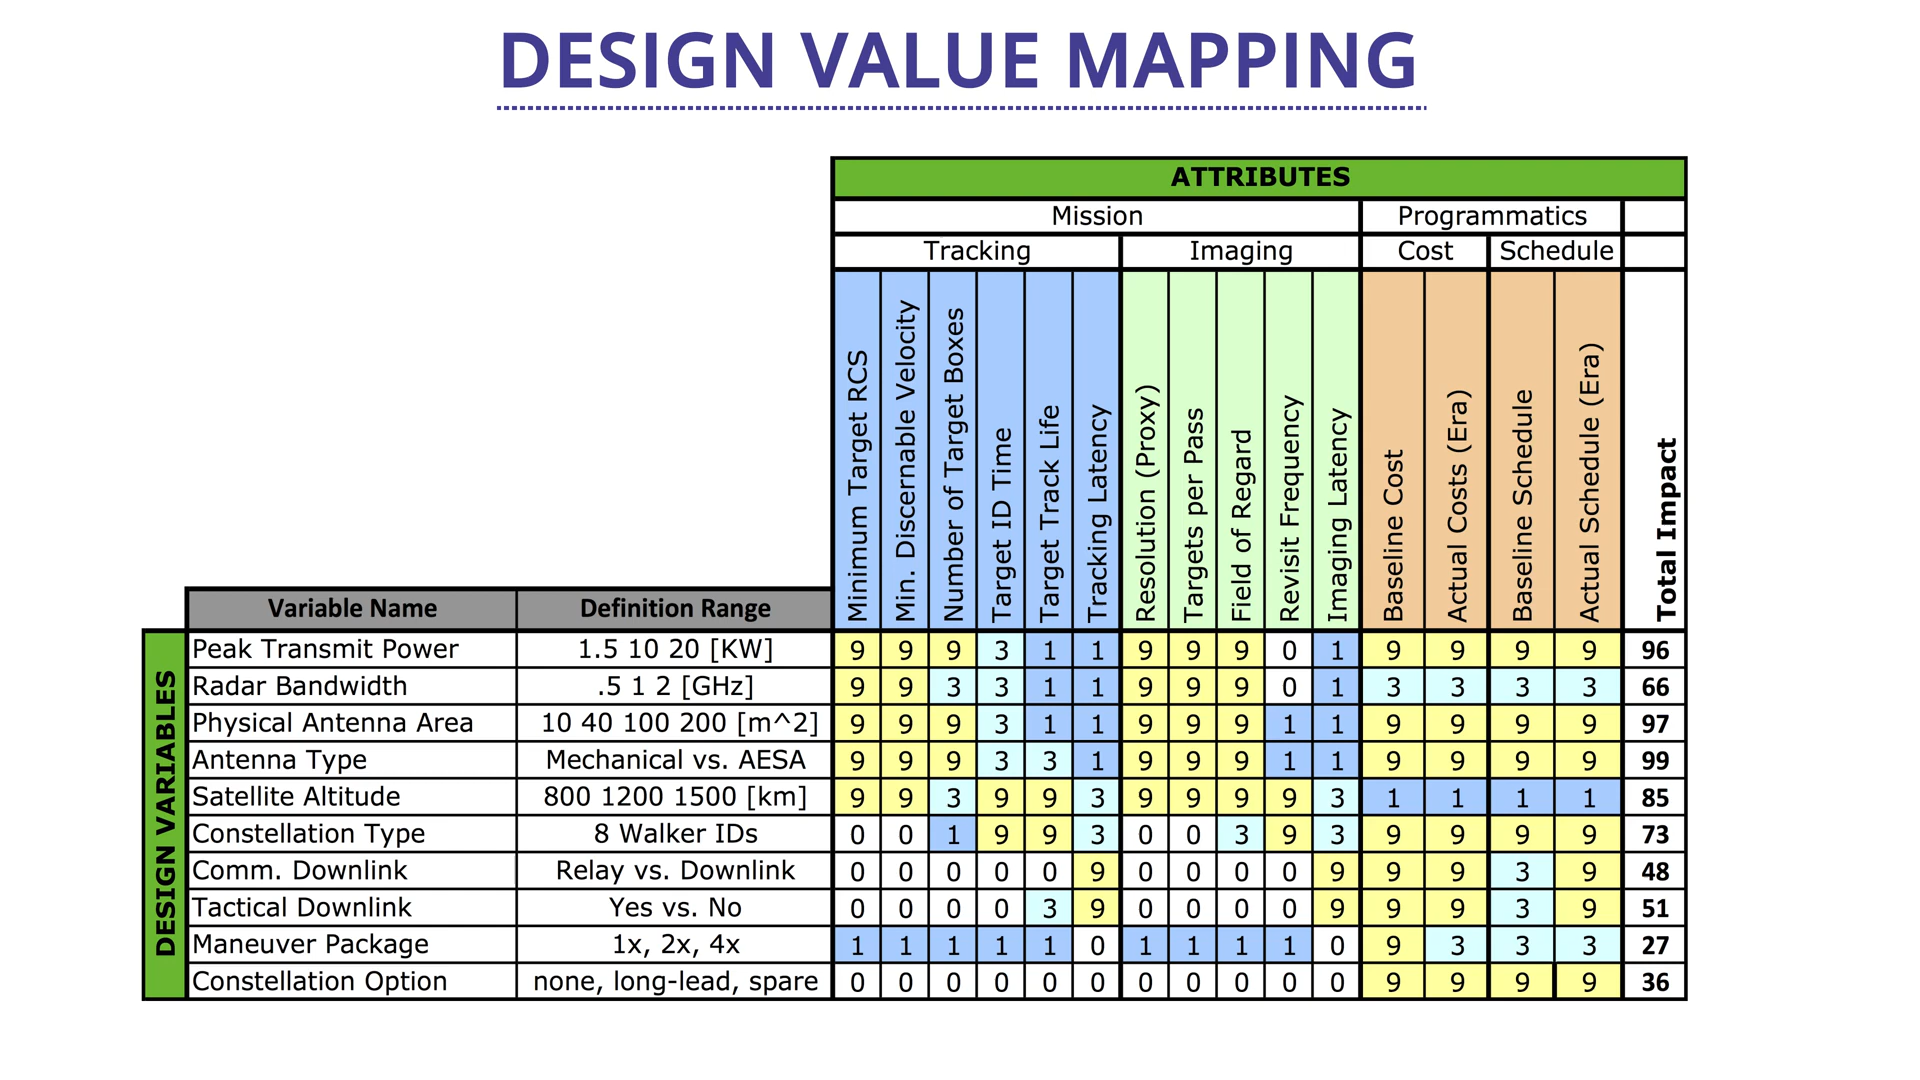 DESIGN VALUE MAPPING
ATTRIBUTES
Mission Programmatics
Tracking Imaging Cost Schedule
Minimum Target RCS
Min. Discernable Velocity
Number of Target Boxes
Target ID Time
Target Track Life
Tracking Latency
Resolution (Proxy)
Targets per Pass
Field of Regard
Revisit Frequency
Imaging Latency
Baseline Cost
Actual Costs (Era)
Baseline Schedule
Actual Schedule (Era)
Total Impact
Variable Name Definition Range
DESIGN VARIABLES
Peak Transmit Power 1.5 10 20 [KW] 9 9 9 3 1 1 9 9 9 0 1 9 9 9 9 96
Radar Bandwidth .5 1 2 [GHz] 9 9 3 3 1 1 9 9 9 0 1 3 3 3 3 66
Physical Antenna Area 10 40 100 200 [m^2] 9 9 9 3 1 1 9 9 9 1 1 9 9 9 9 97
Antenna Type Mechanical vs. AESA 9 9 9 3 3 1 9 9 9 1 1 9 9 9 9 99
Satellite Altitude 800 1200 1500 [km] 9 9 3 9 9 3 9 9 9 9 3 1 1 1 1 85
Constellation Type 8 Walker IDs 0 0 1 9 9 3 0 0 3 9 3 9 9 9 9 73
Comm. Downlink Relay vs. Downlink 0 0 0 0 0 9 0 0 0 0 9 9 9 3 9 48
Tactical Downlink Yes vs. No 0 0 0 0 3 9 0 0 0 0 9 9 9 3 9 51
Maneuver Package 1x, 2x, 4x 1 1 1 1 1 0 1 1 1 1 0 9 3 3 3 27
Constellation Option none, long-lead, spare 0 0 0 0 0 0 0 0 0 0 0 9 9 9 9 36